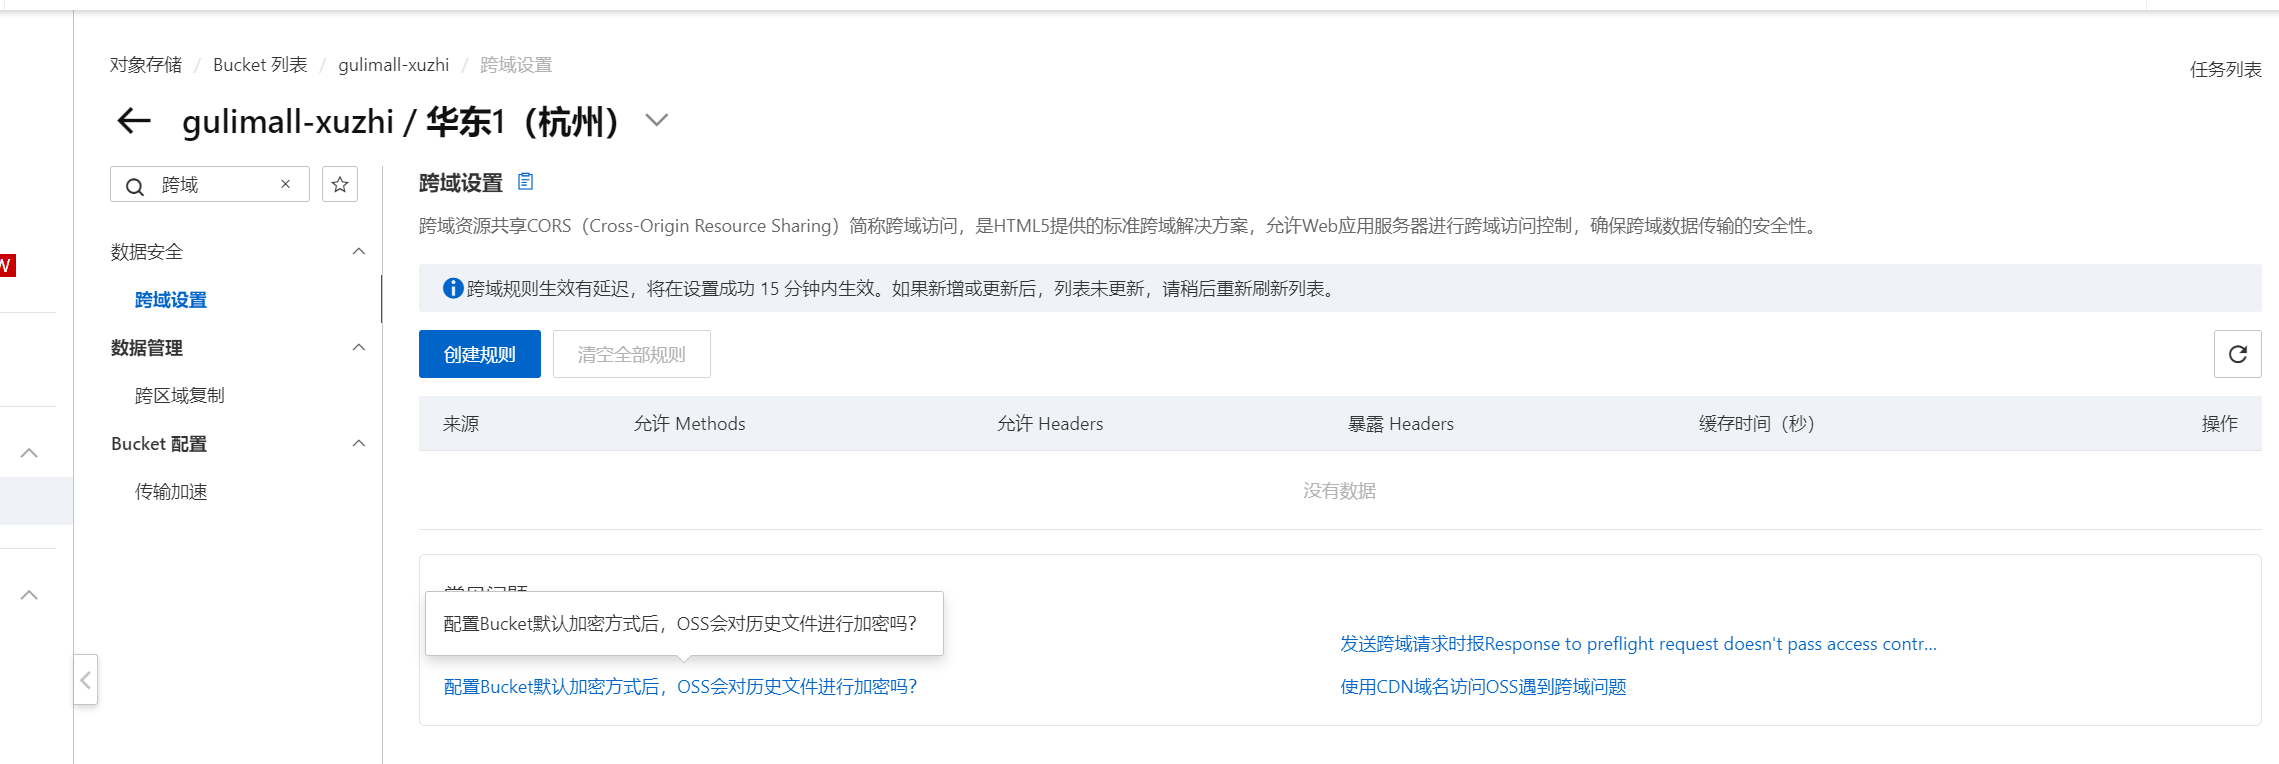 对象存储 / Bucket 列表 / gulimall-xuzhi / 跨域设置
任务列表
gulimall-xuzhi / 华东1（杭州）
跨域
数据安全
跨域设置
数据管理
跨区域复制
Bucket 配置
传输加速
跨域设置
跨域资源共享CORS（Cross-Origin Resource Sharing）简称跨域访问，是HTML5提供的标准跨域解决方案，允许Web应用服务器进行跨域访问控制，确保跨域数据传输的安全性。
跨域规则生效有延迟，将在设置成功 15 分钟内生效。如果新增或更新后，列表未更新，请稍后重新刷新列表。
创建规则 清空全部规则
来源 允许 Methods 允许 Headers 暴露 Headers 缓存时间（秒） 操作
没有数据
常见问题
配置Bucket默认加密方式后，OSS会对历史文件进行加密吗？
发送跨域请求时报Response to preflight request doesn't pass access contr...
配置Bucket默认加密方式后，OSS会对历史文件进行加密吗？
使用CDN域名访问OSS遇到跨域问题